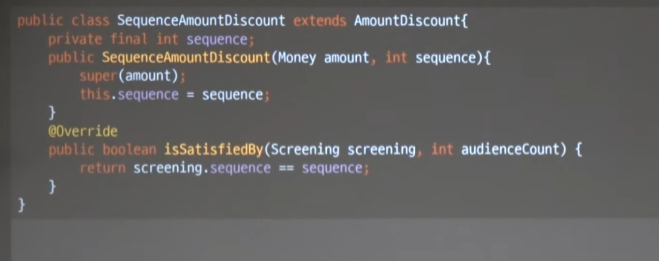 public class SequenceAmountDiscount extends AmountDiscount{
private final int sequence;
public SequenceAmountDiscount(Money amount, int sequence){
super(amount);
this.sequence = sequence;
}
@Override
public boolean isSatisfiedBy(Screening screening, int audienceCount) {
return screening.sequence == sequence;
}
}